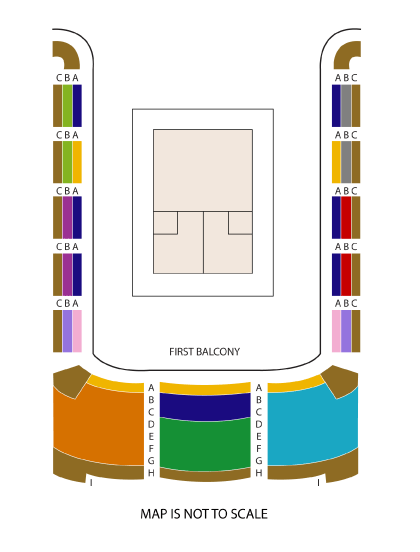 C B A
A B C
C B A
A B C
C B A
A B C
C B A
A B C
C B A
A B C
FIRST BALCONY
A A
B B
C C
D D
E E
F F
G G
H H
I I
MAP IS NOT TO SCALE